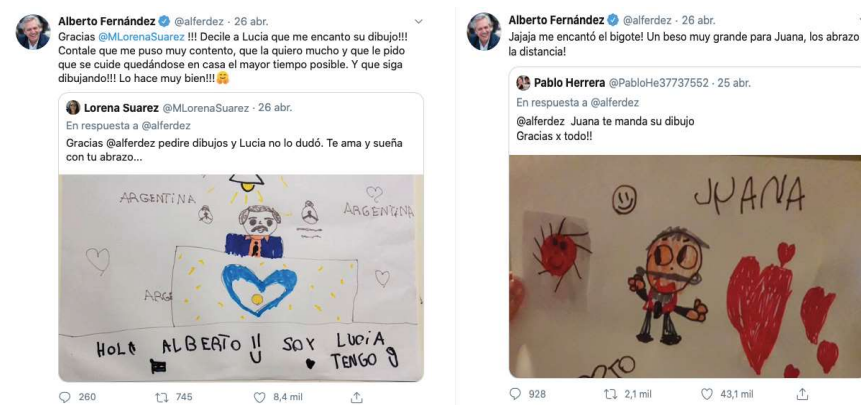 Alberto Fernández @alferdez · 26 abr.
Gracias @MLorenaSuarez !!! Decile a Lucia que me encanto su dibujo!!!
Contale que me puso muy contento, que la quiero mucho y que le pido
que se cuide quedándose en casa el mayor tiempo posible. Y que siga
dibujando!!! Lo hace muy bien!!!🤗
Lorena Suarez @MLorenaSuarez · 26 abr.
En respuesta a @alferdez
Gracias @alferdez pedire dibujos y Lucia no lo dudó. Te ama y sueña
con tu abrazo...
ARGENTINA
ARGENTINA
ARGE
HOLA ALBERTO !! SOY LUCIA
TENGO 9
260 745 8,4 mil
Alberto Fernández @alferdez · 26 abr.
Jajaja me encantó el bigote! Un beso muy grande para Juana, los abrazo
la distancia!
Pablo Herrera @PabloHe37737552 · 25 abr.
En respuesta a @alferdez
@alferdez Juana te manda su dibujo
Gracias x todo!!
JUANA
928 2,1 mil 43,1 mil